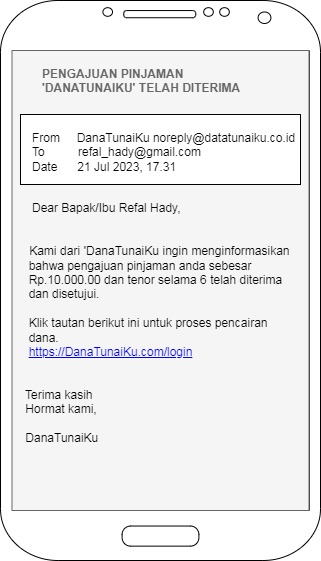 PENGAJUAN PINJAMAN
'DANATUNAIKU' TELAH DITERIMA
From DanaTunaiKu noreply@datatunaiku.co.id
To refal_hady@gmail.com
Date 21 Jul 2023, 17.31
Dear Bapak/Ibu Refal Hady,
Kami dari 'DanaTunaiKu ingin menginformasikan
bahwa pengajuan pinjaman anda sebesar
Rp.10.000.00 dan tenor selama 6 telah diterima
dan disetujui.
Klik tautan berikut ini untuk proses pencairan
dana.
https://DanaTunaiKu.com/login
Terima kasih
Hormat kami,
DanaTunaiKu